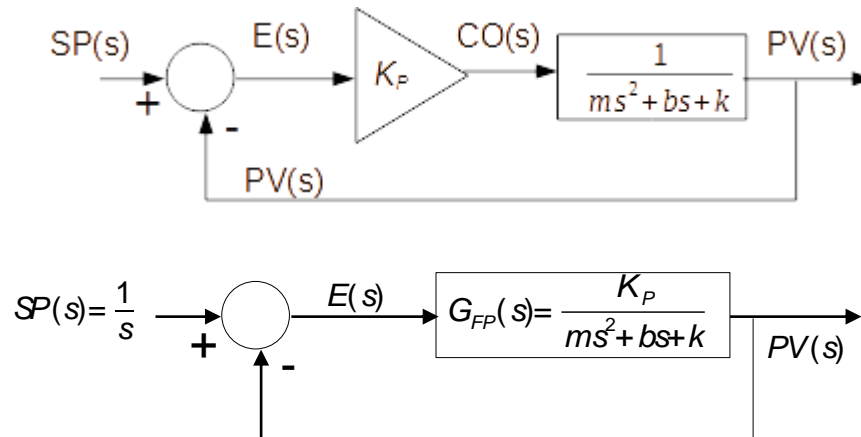 SP(s) E(s) CO(s) PV(s)
+ K_P 1
- ms² + bs + k
PV(s)
SP(s) = 1/s E(s) G_FP(s) = K_P/(ms² + bs + k)
+ PV(s)
-